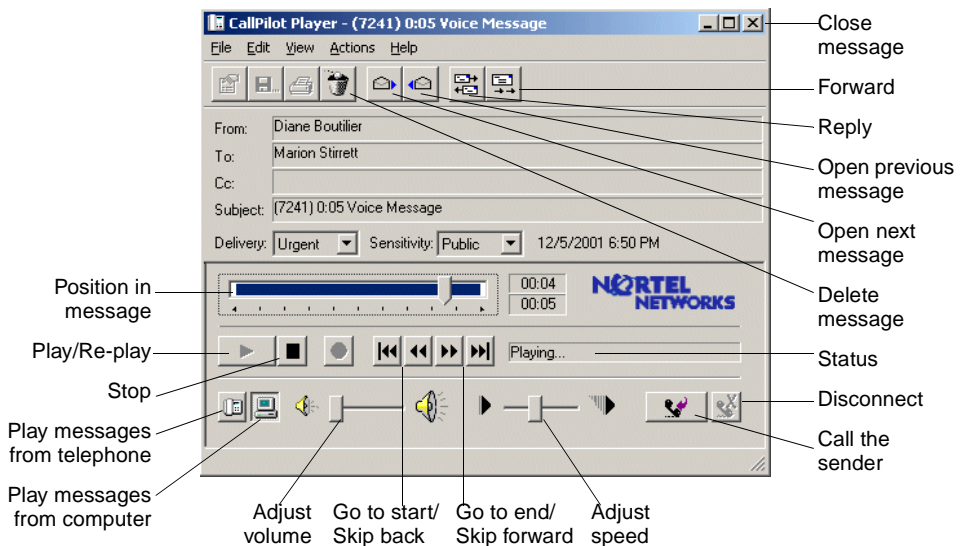 CallPilot Player - (7241) 0:05 Voice Message
File Edit View Actions Help
From: Diane Boutilier
To: Marion Stirrett
Cc:
Subject: (7241) 0:05 Voice Message
Delivery: Urgent Sensitivity: Public 12/5/2001 6:50 PM
00:04
00:05
NORTEL
NETWORKS
Playing...
Close
message
Forward
Reply
Open previous
message
Open next
message
Delete
message
Status
Disconnect
Call the
sender
Position in
message
Play/Re-play
Stop
Play messages
from telephone
Play messages
from computer
Adjust
volume
Go to start/
Skip back
Go to end/
Skip forward
Adjust
speed